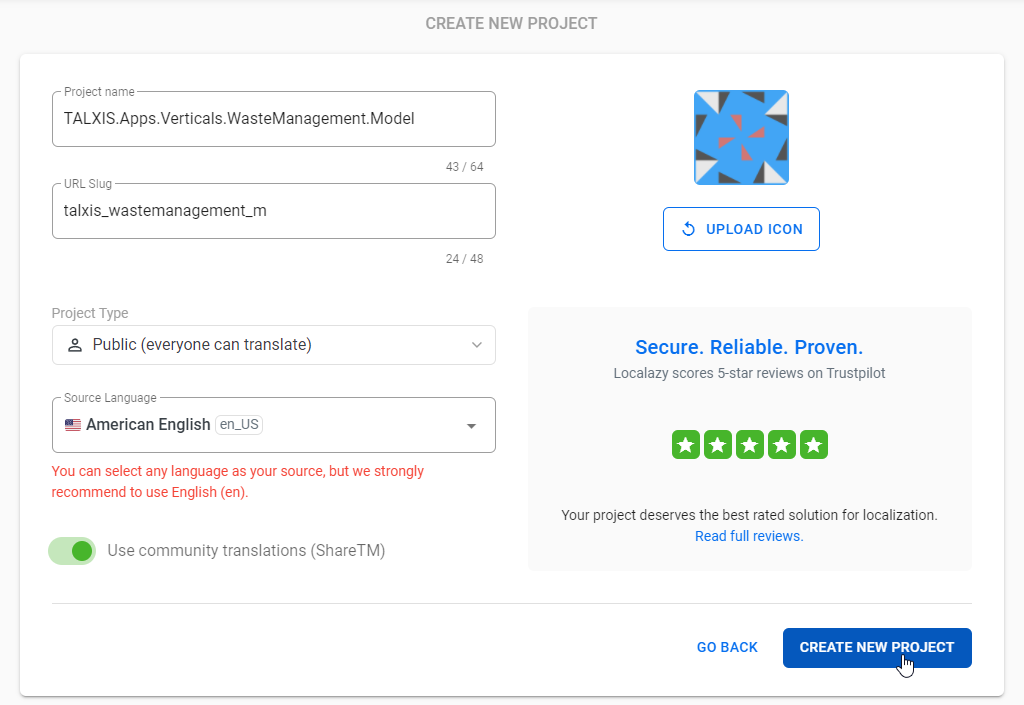 CREATE NEW PROJECT
Project name
TALXIS.Apps.Verticals.WasteManagement.Model
43 / 64
URL Slug
talxis_wastemanagement_m
24 / 48
UPLOAD ICON
Project Type
Public (everyone can translate)
Source Language
American English en_US
You can select any language as your source, but we strongly
recommend to use English (en).
Use community translations (ShareTM)
Secure. Reliable. Proven.
Localazy scores 5-star reviews on Trustpilot
Your project deserves the best rated solution for localization.
Read full reviews.
GO BACK
CREATE NEW PROJECT